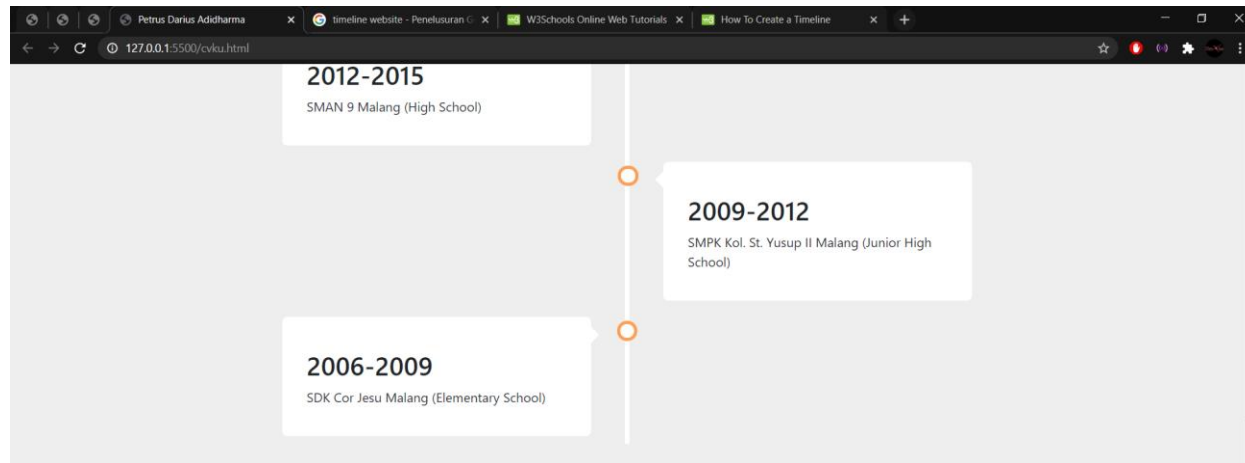 Petrus Darius Adidharma
timeline website - Penelusuran G
W3Schools Online Web Tutorials
How To Create a Timeline
127.0.0.1:5500/cvku.html
2012-2015
SMAN 9 Malang (High School)
2009-2012
SMPK Kol. St. Yusup II Malang (Junior High
School)
2006-2009
SDK Cor Jesu Malang (Elementary School)